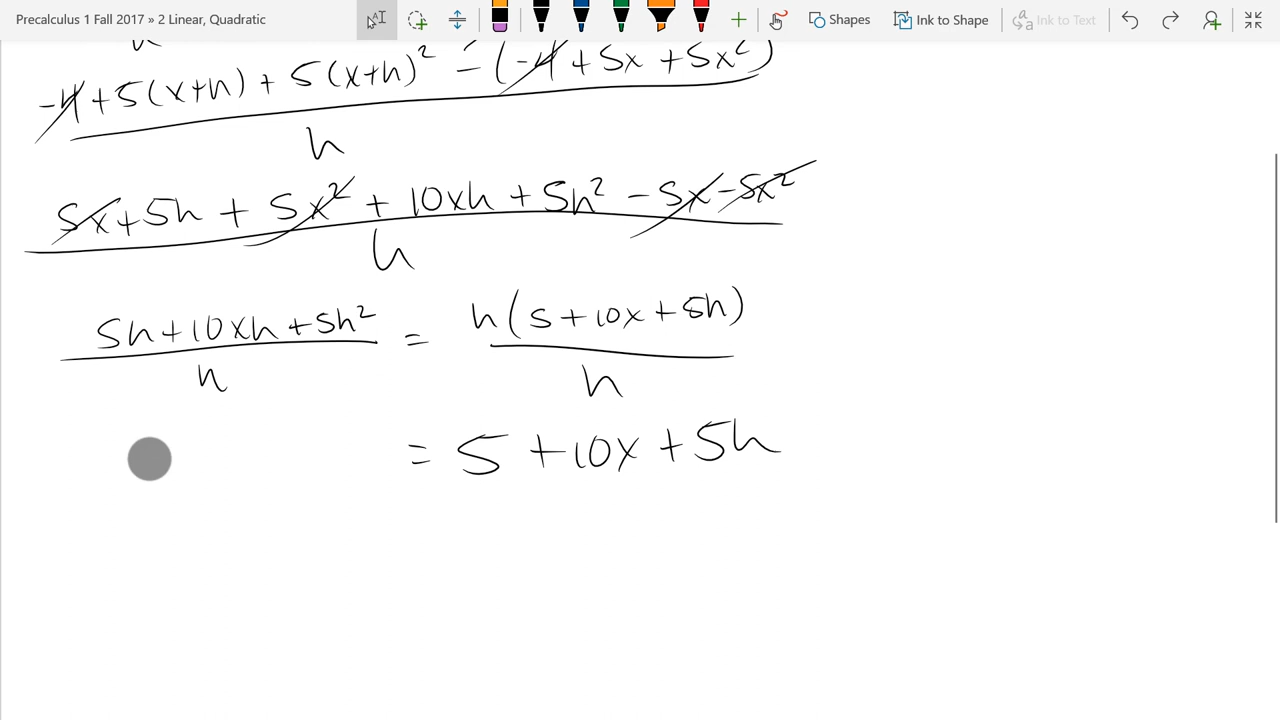 Precalculus 1 Fall 2017 » 2 Linear, Quadratic
Shapes
Ink to Shape
Ink to Text
h
-4+5(x+h)+5(x+h)² -(-4+5x+5x²)
h
5x+5h+5x²+10xh+5h²-5x-5x²
h
5h+10xh+5h² = h(5+10x+5h)
h h
= 5+10x+5h